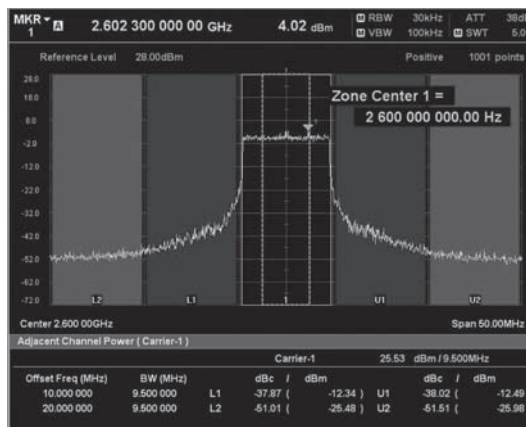 MKR 1 A 2.602 300 000 00 GHz 4.02 dBm M RBW 30kHz ATT 38dB
M VBW 100kHz M SWT 5.0
Reference Level 28.00dBm Positive 1001 points
Zone Center 1 =
2 600 000 000.00 Hz
28.0
18.0
8.0
-2.0
-12.0
-22.0
-32.0
-42.0
-52.0
-62.0
-72.0
L2 L1 1 U1 U2
Center 2.600 00GHz Span 50.00MHz
Adjacent Channel Power ( Carrier-1 )
Carrier-1 25.53 dBm / 9.500MHz
Offset Freq (MHz) BW (MHz) dBc / dBm dBc / dBm
10.000 000 9.500 000 L1 -37.87 ( -12.34 ) U1 -38.02 ( -12.49
20.000 000 9.500 000 L2 -51.01 ( -25.48 ) U2 -51.51 ( -25.98